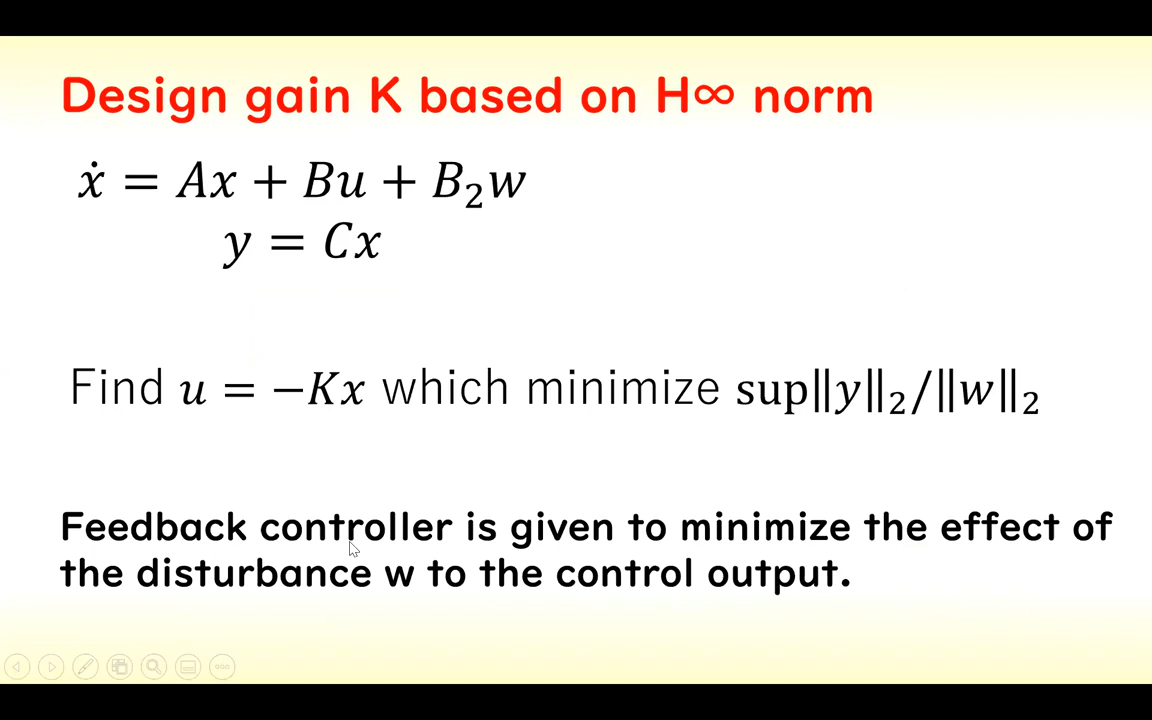 Design gain K based on H∞ norm
ẋ = Ax + Bu + B₂w
y = Cx
Find u = −Kx which minimize sup‖y‖₂/‖w‖₂
Feedback controller is given to minimize the effect of
the disturbance w to the control output.